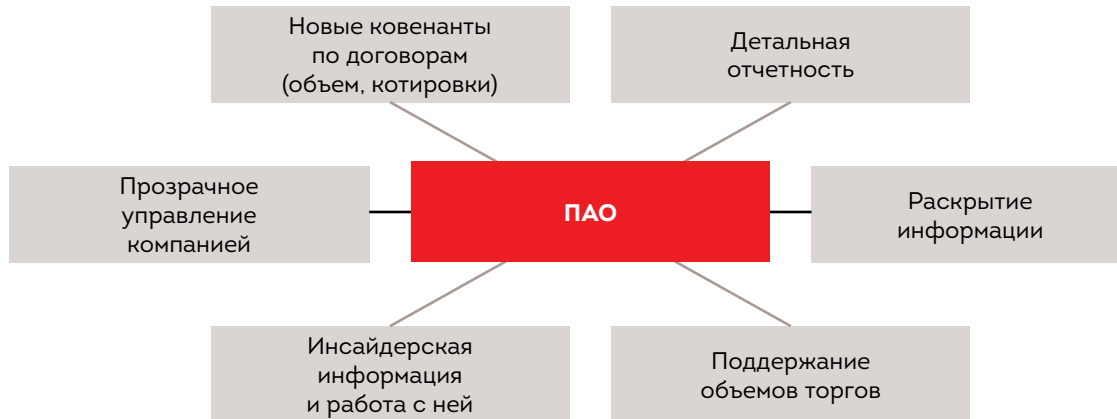 Новые ковенанты
по договорам
(объем, котировки)
Детальная
отчетность
Прозрачное
управление
компанией
ПАО
Раскрытие
информации
Инсайдерская
информация
и работа с ней
Поддержание
объемов торгов